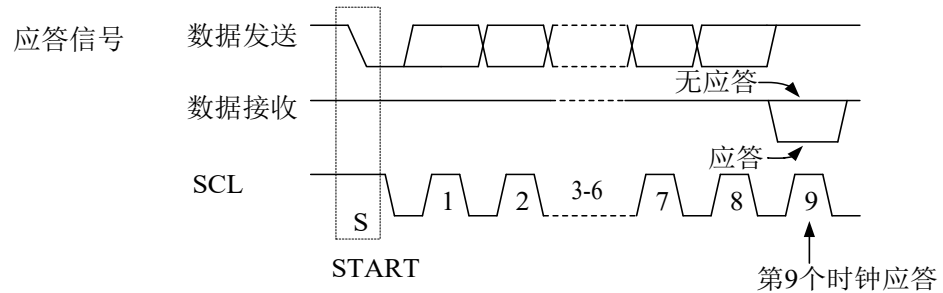 应答信号
数据发送
无应答
数据接收
应答
SCL
1 2 3-6 7 8 9
S
START
第9个时钟应答